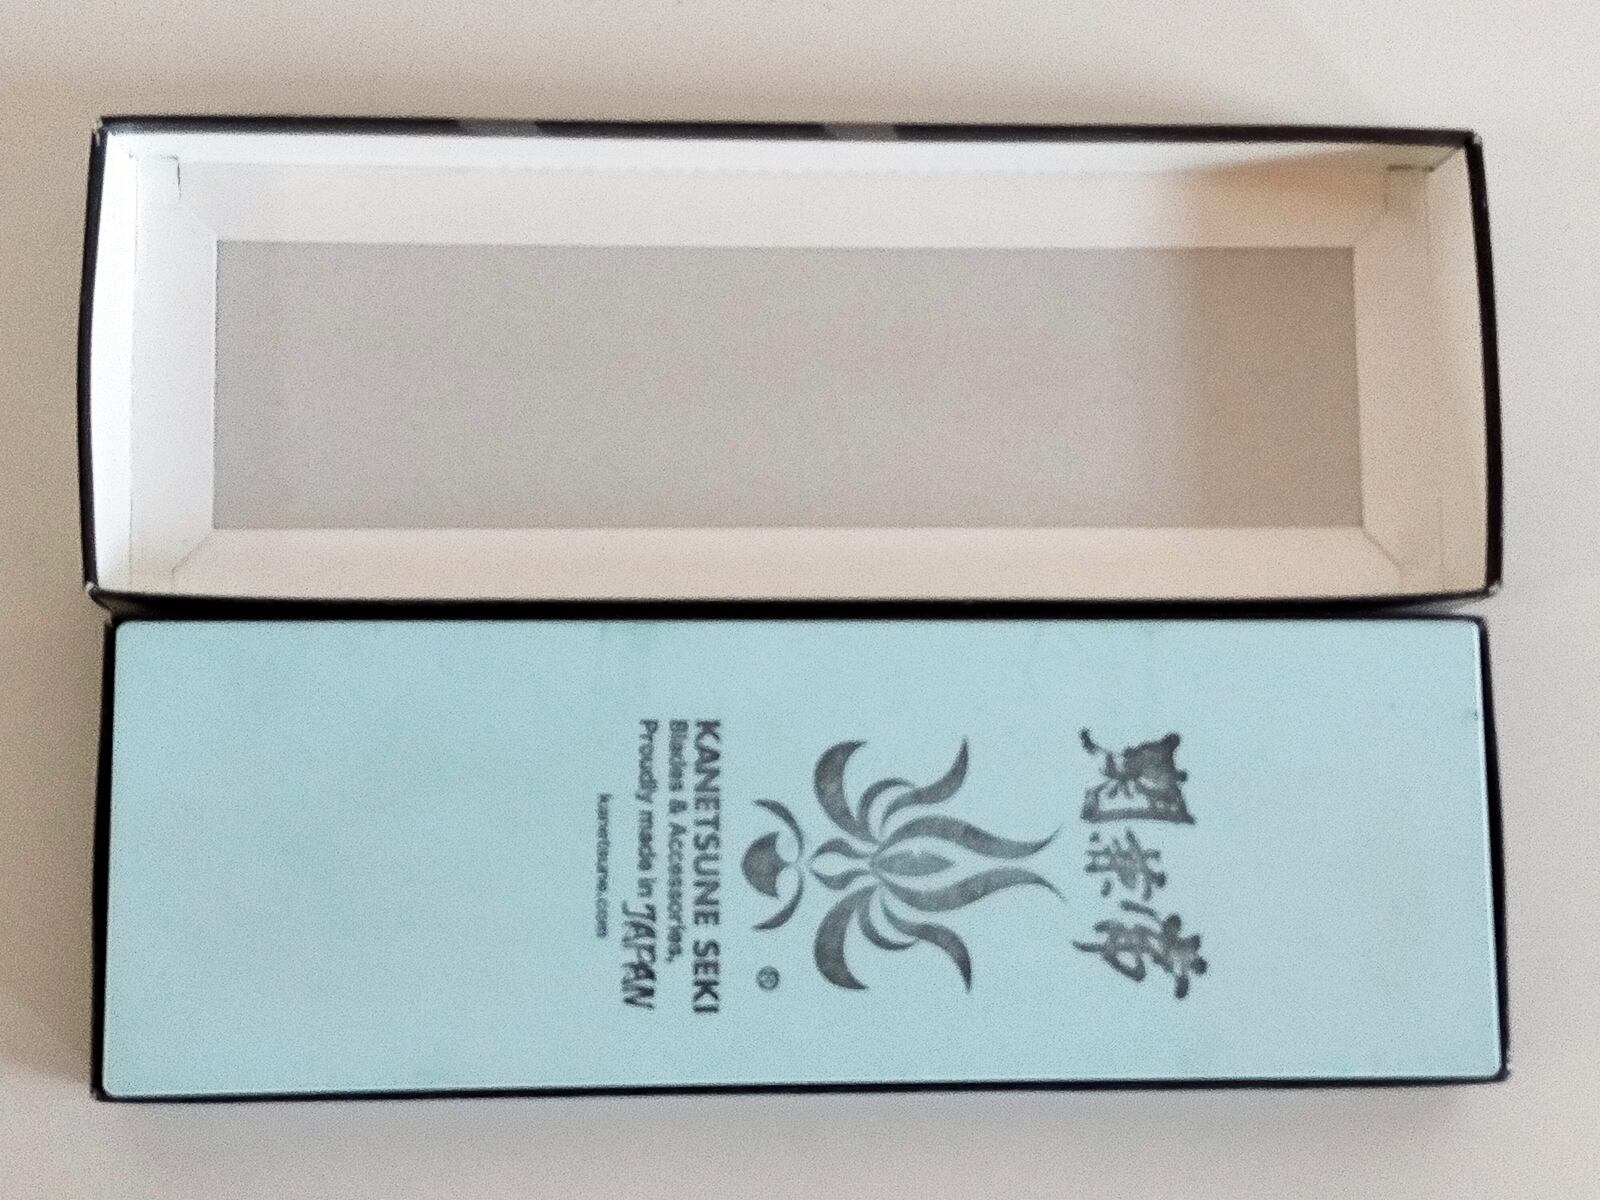 関兼常
®
KANETSUNE SEKI
Blades & Accessories,
Proudly made in JAPAN
kanetsune.com